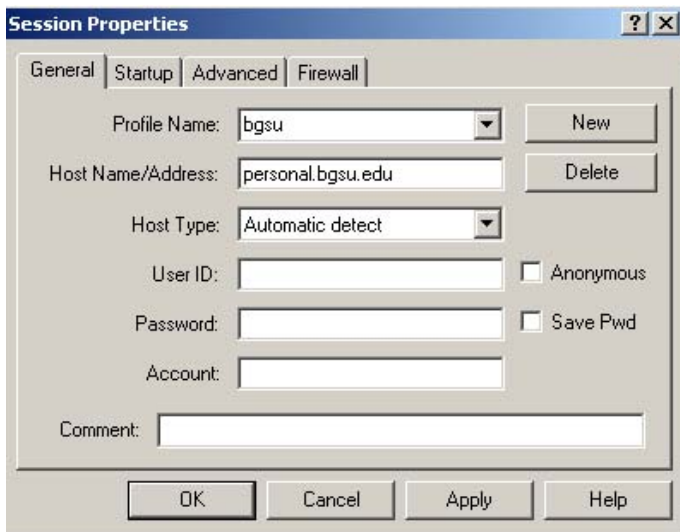 Session Properties
General Startup Advanced Firewall
Profile Name: bgsu New
Host Name/Address: personal.bgsu.edu Delete
Host Type: Automatic detect
User ID: Anonymous
Password: Save Pwd
Account:
Comment:
OK Cancel Apply Help